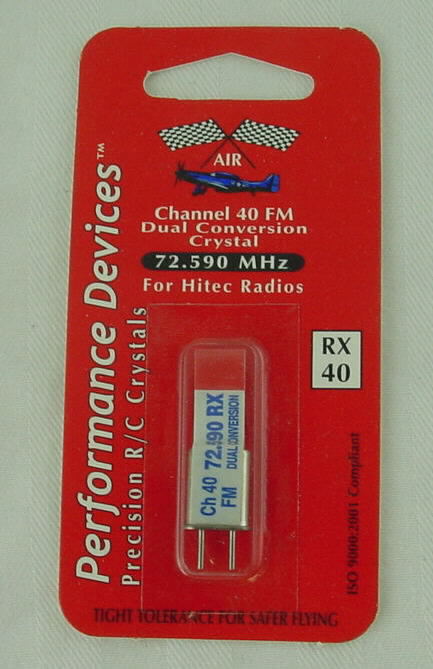 AIR
Channel 40 FM
Dual Conversion
Crystal
72.590 MHz
For Hitec Radios
Performance Devices™
Precision R/C Crystals
RX
40
Ch 40 72.590 RX
FM DUAL CONVERSION
ISO 9000:2001 Compliant
TIGHT TOLERANCE FOR SAFER FLYING